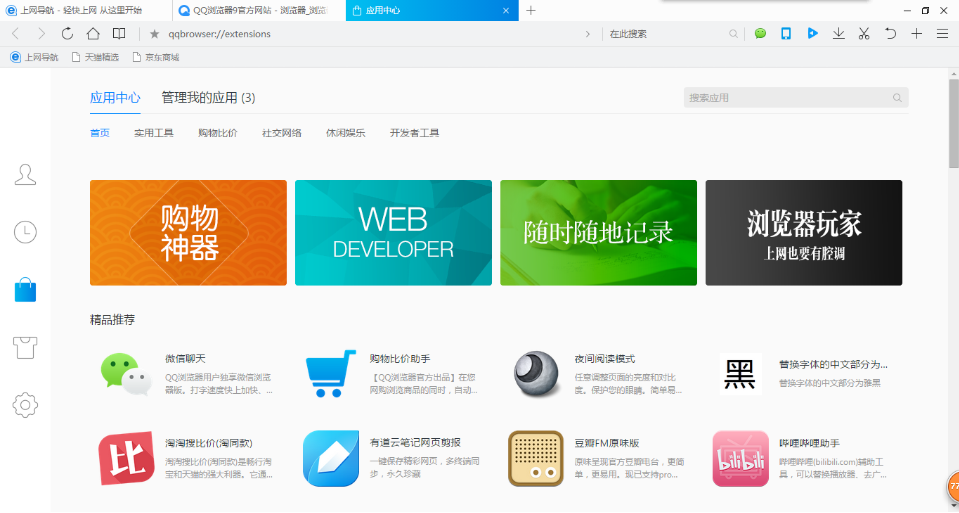 上网导航 - 轻快上网 从这里开始
QQ浏览器9官方网站 - 浏览器_浏览
应用中心
qqbrowser://extensions
在此搜索
上网导航
天猫精选
京东商城
应用中心
管理我的应用 (3)
搜索应用
首页
实用工具
购物比价
社交网络
休闲娱乐
开发者工具
购物
神器
WEB
DEVELOPER
随时随地记录
浏览器玩家
上网也要有腔调
精品推荐
微信聊天
QQ浏览器用户独享微信浏览
器版。打字速度快上加快。...
购物比价助手
【QQ浏览器官方出品】在您
网购浏览商品的同时，自动...
夜间阅读模式
任意调整页面的亮度和对比
度。保护您的眼睛。简单易...
黑
替换字体的中文部分为...
替换字体的中文部分为雅黑
比
淘淘搜比价(淘同款)
淘淘搜比价(淘同款)是畅行淘
宝和天猫的强大利器。它通...
有道云笔记网页剪报
一键保存精彩网页，多终端同
步，永久珍藏
豆瓣FM原味版
原味呈现官方豆瓣电台，更简
单，更易用。现已支持pro...
bilibili
哔哩哔哩助手
哔哩哔哩(bilibili.com)辅助工
具，可以替换播放器、去广...
77